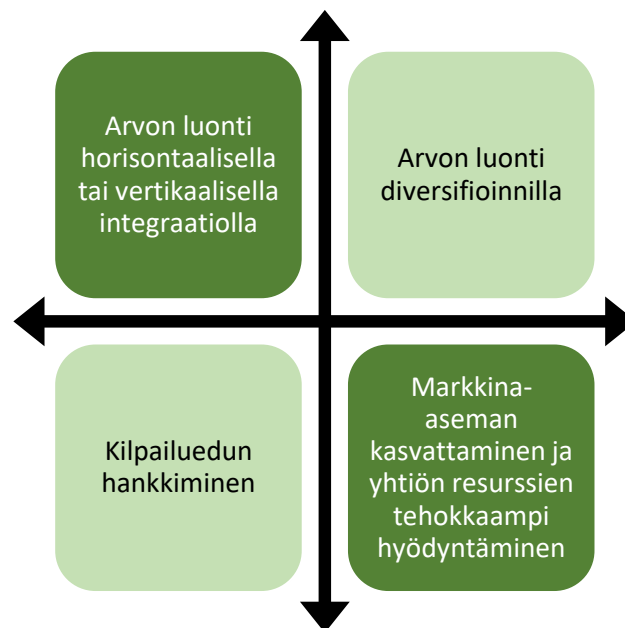 Arvon luonti
horisontaalisella
tai vertikaalisella
integraatiolla
Arvon luonti
diversifioinnilla
Kilpailuedun
hankkiminen
Markkina-
aseman
kasvattaminen ja
yhtiön resurssien
tehokkaampi
hyödyntäminen